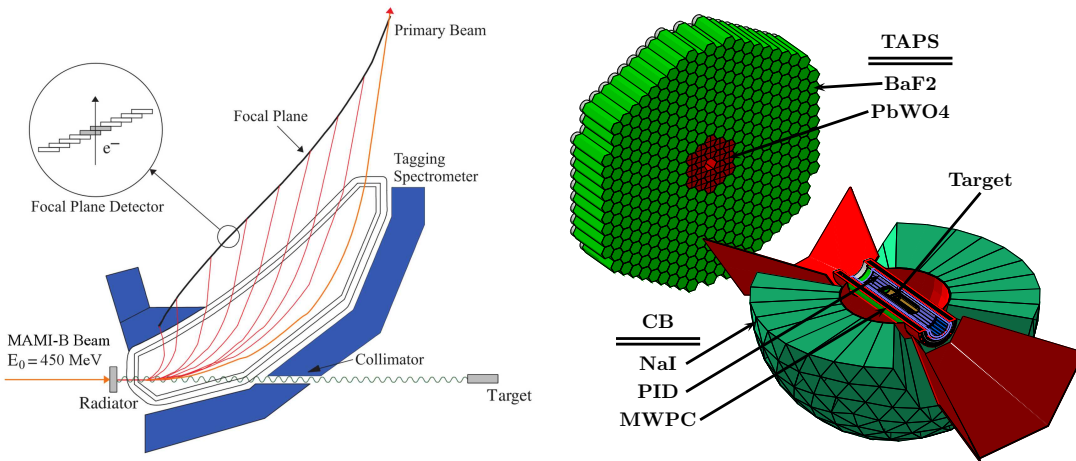 Primary Beam
Focal Plane
e⁻
Tagging
Spectrometer
Focal Plane Detector
MAMI-B Beam
E₀ = 450 MeV
Collimator
Radiator
Target
TAPS
BaF2
PbWO4
Target
CB
NaI
PID
MWPC